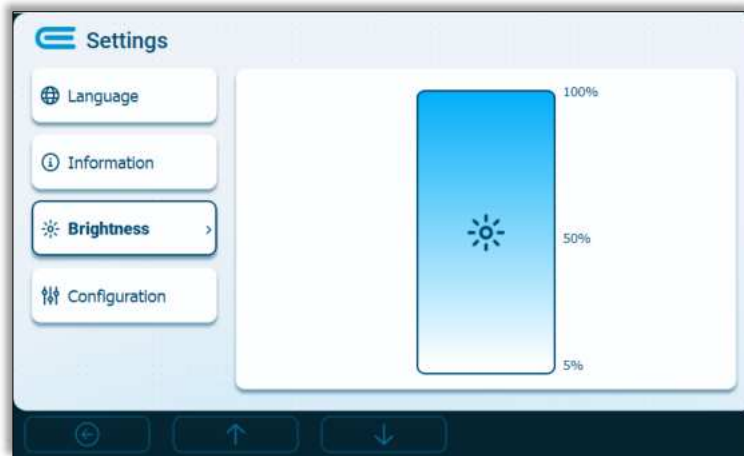 Settings
Language
Information
Brightness
Configuration
100%
50%
5%